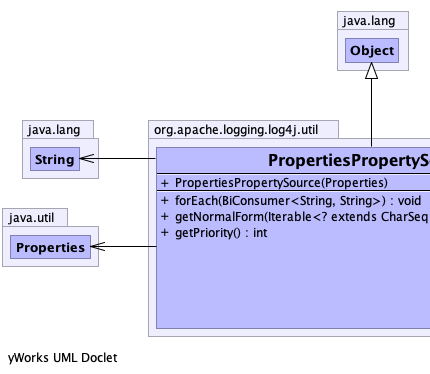 java.lang
Object
java.lang
String
org.apache.logging.log4j.util
PropertiesPropertyS
+ PropertiesPropertySource(Properties)
+ forEach(BiConsumer<String, String>) : void
+ getNormalForm(Iterable<? extends CharSeq
+ getPriority() : int
java.util
Properties
yWorks UML Doclet